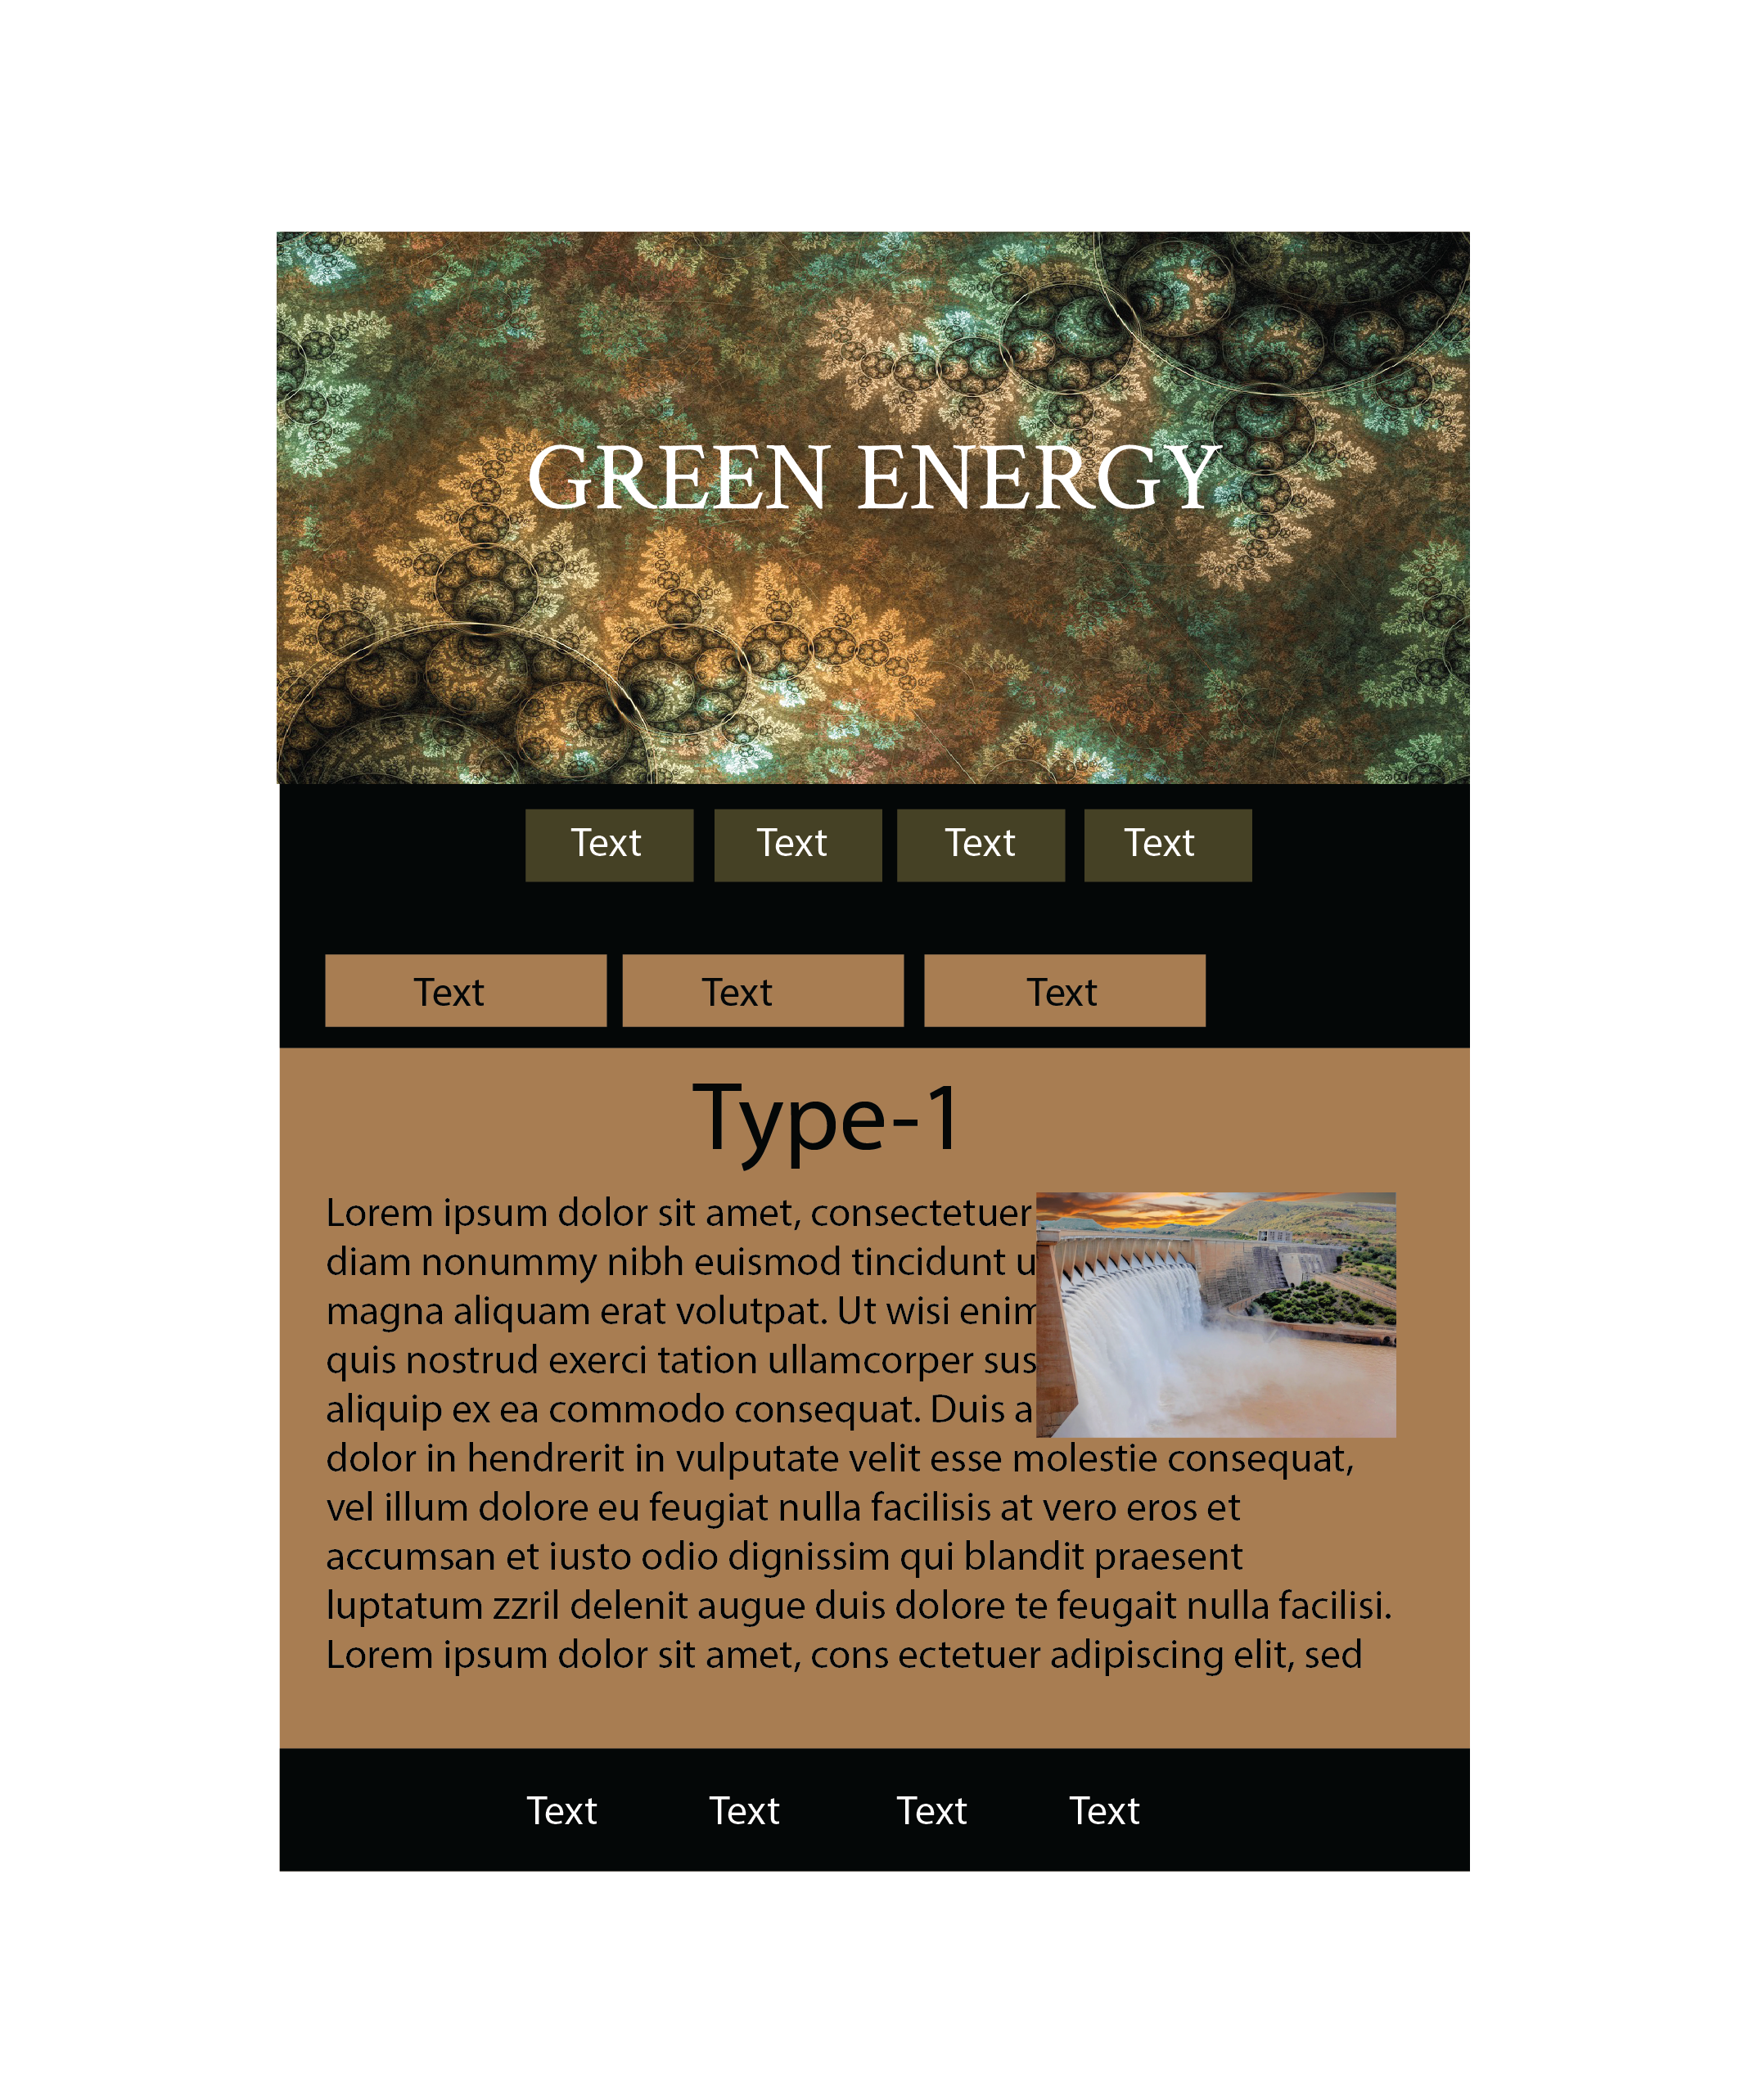 GREEN ENERGY
Text Text Text Text
Text Text Text
Type-1
Lorem ipsum dolor sit amet, consectetuer
diam nonummy nibh euismod tincidunt u
magna aliquam erat volutpat. Ut wisi enim
quis nostrud exerci tation ullamcorper sus
aliquip ex ea commodo consequat. Duis a
dolor in hendrerit in vulputate velit esse molestie consequat,
vel illum dolore eu feugiat nulla facilisis at vero eros et
accumsan et iusto odio dignissim qui blandit praesent
luptatum zzril delenit augue duis dolore te feugait nulla facilisi.
Lorem ipsum dolor sit amet, cons ectetuer adipiscing elit, sed
Text Text Text Text